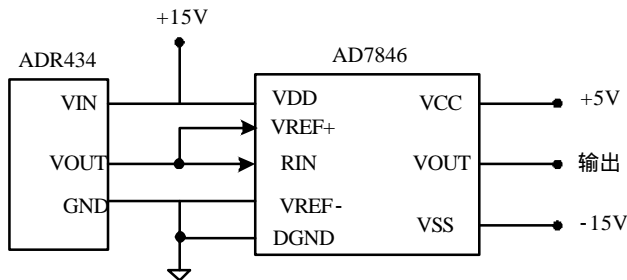 +15V
ADR434
AD7846
VIN
VDD
VCC
+5V
VREF+
VOUT
RIN
VOUT
输出
GND
VREF-
VSS
-15V
DGND